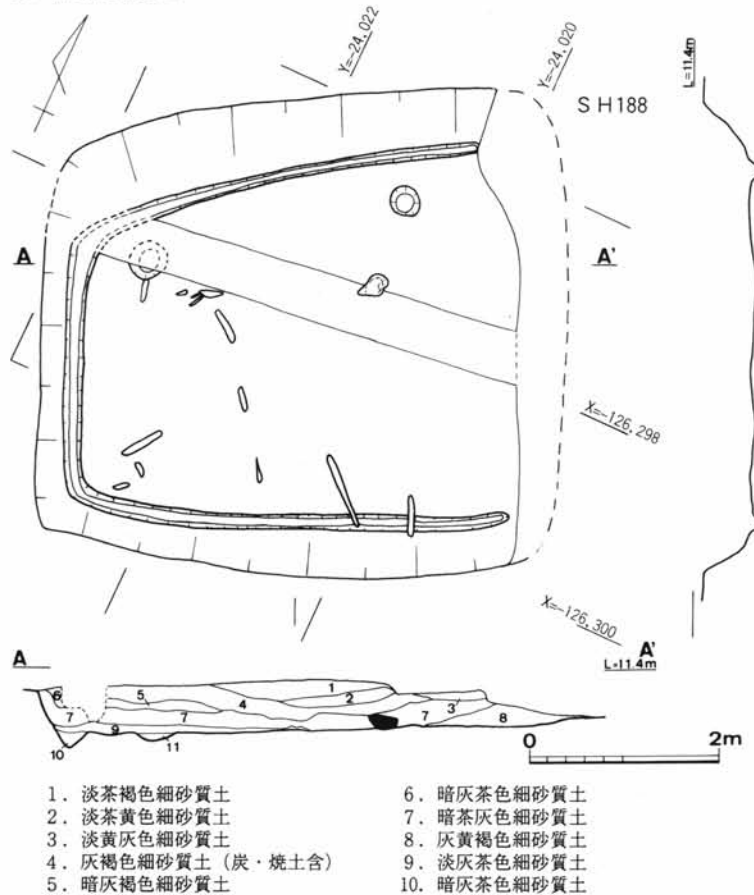 Y=-24,022
Y=-24,020
L=11.4m
SH188
A
A'
X=-126,298
X=-126,300
A
A'
L=11.4m
6
5
1
4
2
3
7
7
7
8
9
10
11
0 2m
1. 淡茶褐色細砂質土
2. 淡茶黄色細砂質土
3. 淡黄灰色細砂質土
4. 灰褐色細砂質土（炭・焼土含）
5. 暗灰褐色細砂質土
6. 暗灰茶色細砂質土
7. 暗茶灰色細砂質土
8. 灰黄褐色細砂質土
9. 淡灰茶色細砂質土
10. 暗灰茶色細砂質土